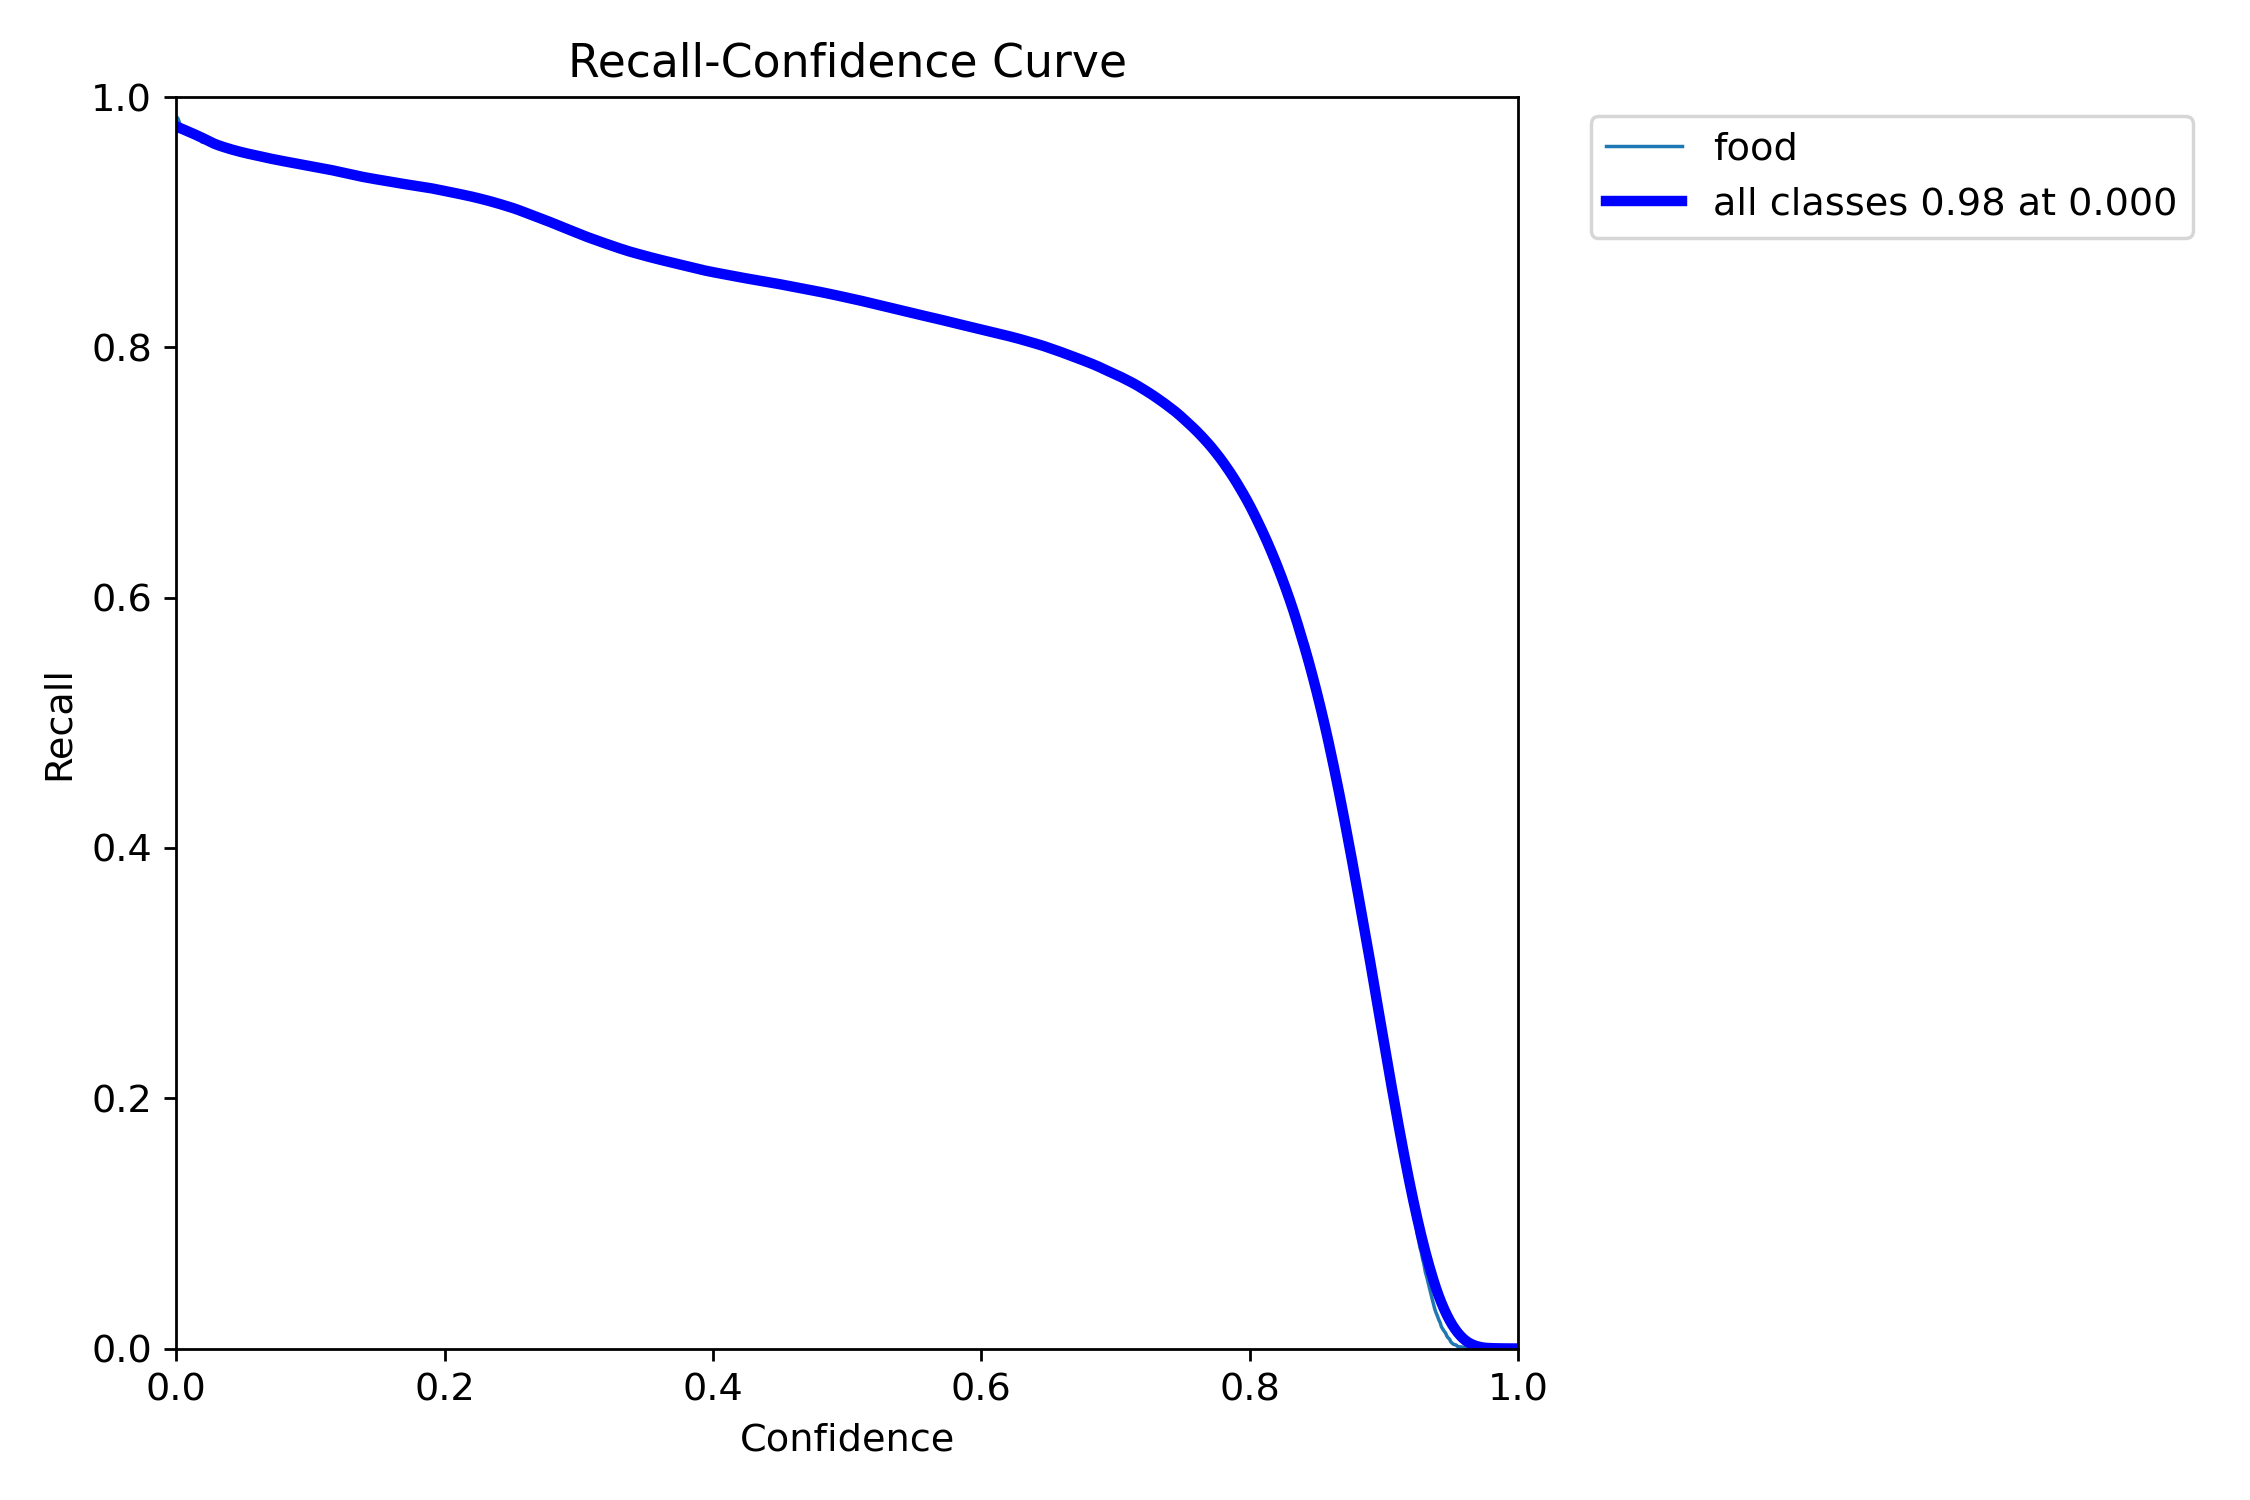 Recall-Confidence Curve
1.0
0.8
0.6
0.4
0.2
0.0
Recall
0.0 0.2 0.4 0.6 0.8 1.0
Confidence
food
all classes 0.98 at 0.000